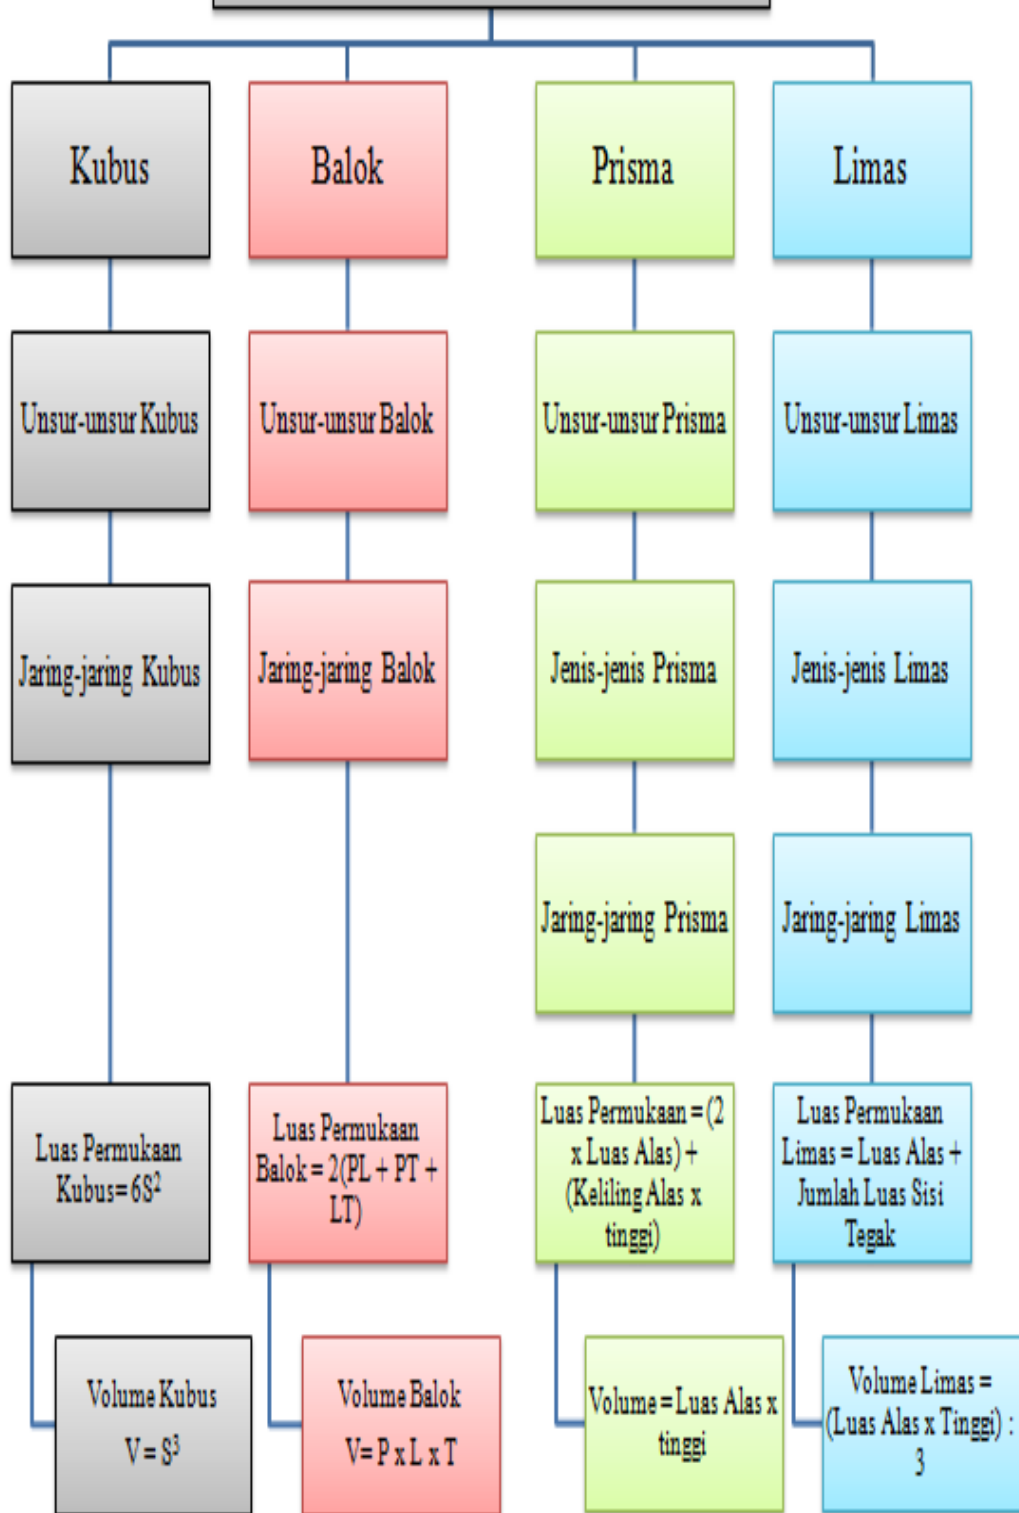 Kubus
Balok
Prisma
Limas
Unsur-unsur Kubus
Unsur-unsur Balok
Unsur-unsur Prisma
Unsur-unsur Limas
Jaring-jaring Kubus
Jaring-jaring Balok
Jenis-jenis Prisma
Jenis-jenis Limas
Jaring-jaring Prisma
Jaring-jaring Limas
Luas Permukaan
Kubus= 6S²
Luas Permukaan
Balok = 2(PL + PT +
LT)
Luas Permukaan = (2
x Luas Alas) +
(Keliling Alas x
tinggi)
Luas Permukaan
Limas = Luas Alas +
Jumlah Luas Sisi
Tegak
Volume Kubus
V = S³
Volume Balok
V= P x L x T
Volume = Luas Alas x
tinggi
Volume Limas =
(Luas Alas x Tinggi) :
3